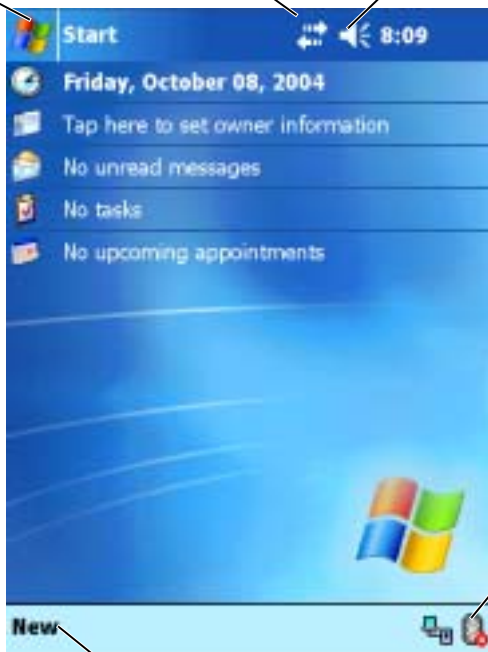 Start 8:09
Friday, October 08, 2004
Tap here to set owner information
No unread messages
No tasks
No upcoming appointments
New